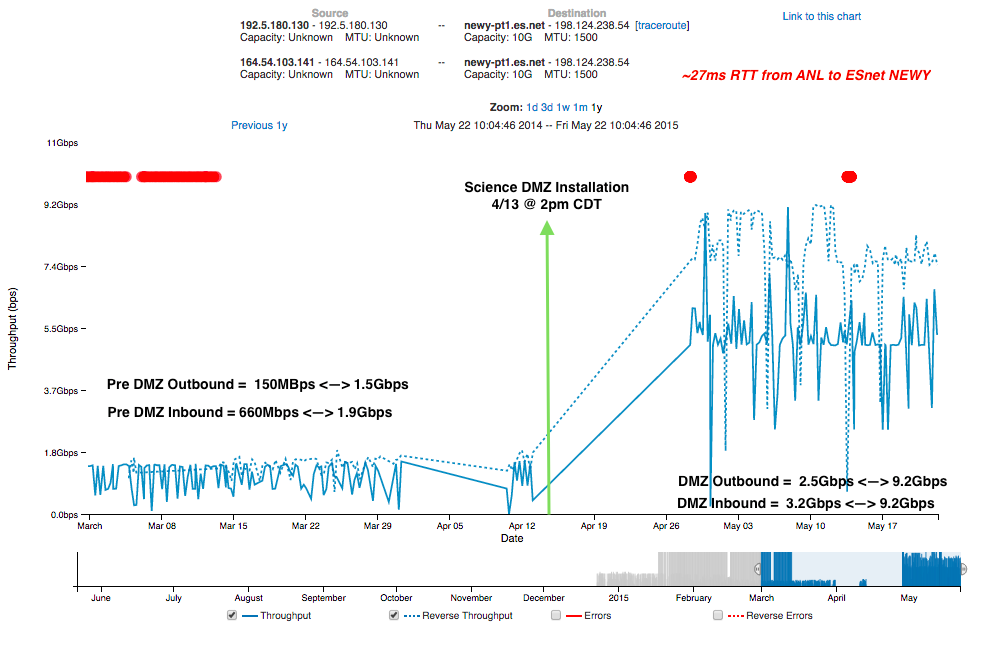 Source Destination Link to this chart
192.5.180.130 - 192.5.180.130 -- newy-pt1.es.net - 198.124.238.54 [traceroute]
Capacity: Unknown MTU: Unknown Capacity: 10G MTU: 1500
164.54.103.141 - 164.54.103.141 -- newy-pt1.es.net - 198.124.238.54
Capacity: Unknown MTU: Unknown Capacity: 10G MTU: 1500
~27ms RTT from ANL to ESnet NEWY
Zoom: 1d 3d 1w 1m 1y
Previous 1y Thu May 22 10:04:46 2014 -- Fri May 22 10:04:46 2015
11Gbps
Science DMZ Installation
4/13 @ 2pm CDT
9.2Gbps
7.4Gbps
Throughput (bps)
5.5Gbps
3.7Gbps
Pre DMZ Outbound = 150MBps <—> 1.5Gbps
Pre DMZ Inbound = 660Mbps <—> 1.9Gbps
1.8Gbps
DMZ Outbound = 2.5Gbps <—> 9.2Gbps
DMZ Inbound = 3.2Gbps <—> 9.2Gbps
0.0bps
March Mar 08 Mar 15 Mar 22 Mar 29 Apr 05 Apr 12 Apr 19 Apr 26 May 03 May 10 May 17
Date
June July August September October November December 2015 February March April May
Throughput Reverse Throughput Errors Reverse Errors